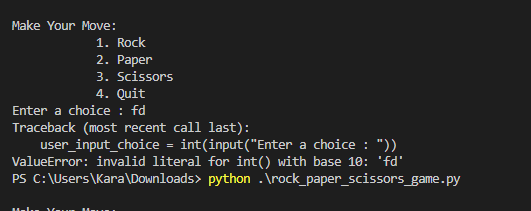 Make Your Move:
1. Rock
2. Paper
3. Scissors
4. Quit
Enter a choice : fd
Traceback (most recent call last):
user_input_choice = int(input("Enter a choice : "))
ValueError: invalid literal for int() with base 10: 'fd'
PS C:\Users\Kara\Downloads> python .\rock_paper_scissors_game.py